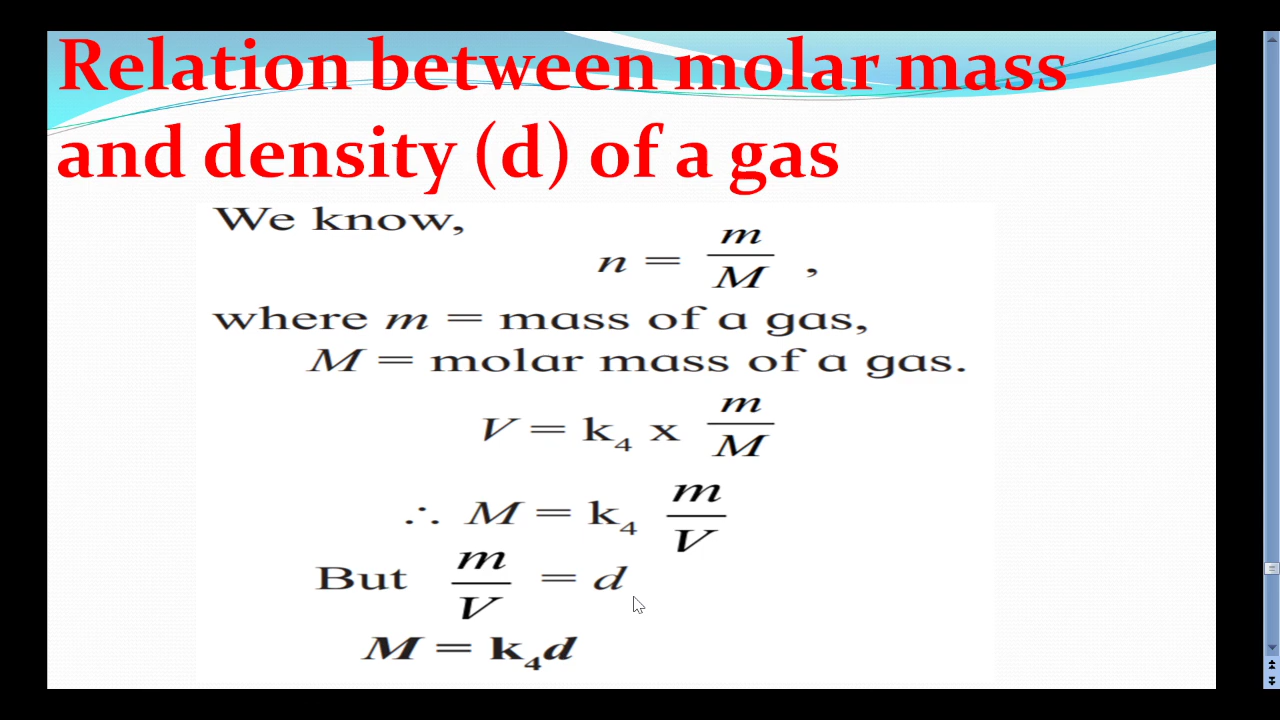 Relation between molar mass
and density (d) of a gas
We know,
n = m/M ,
where m = mass of a gas,
M = molar mass of a gas.
V = k₄ x m/M
∴ M = k₄ m/V
But m/V = d
M = k₄d